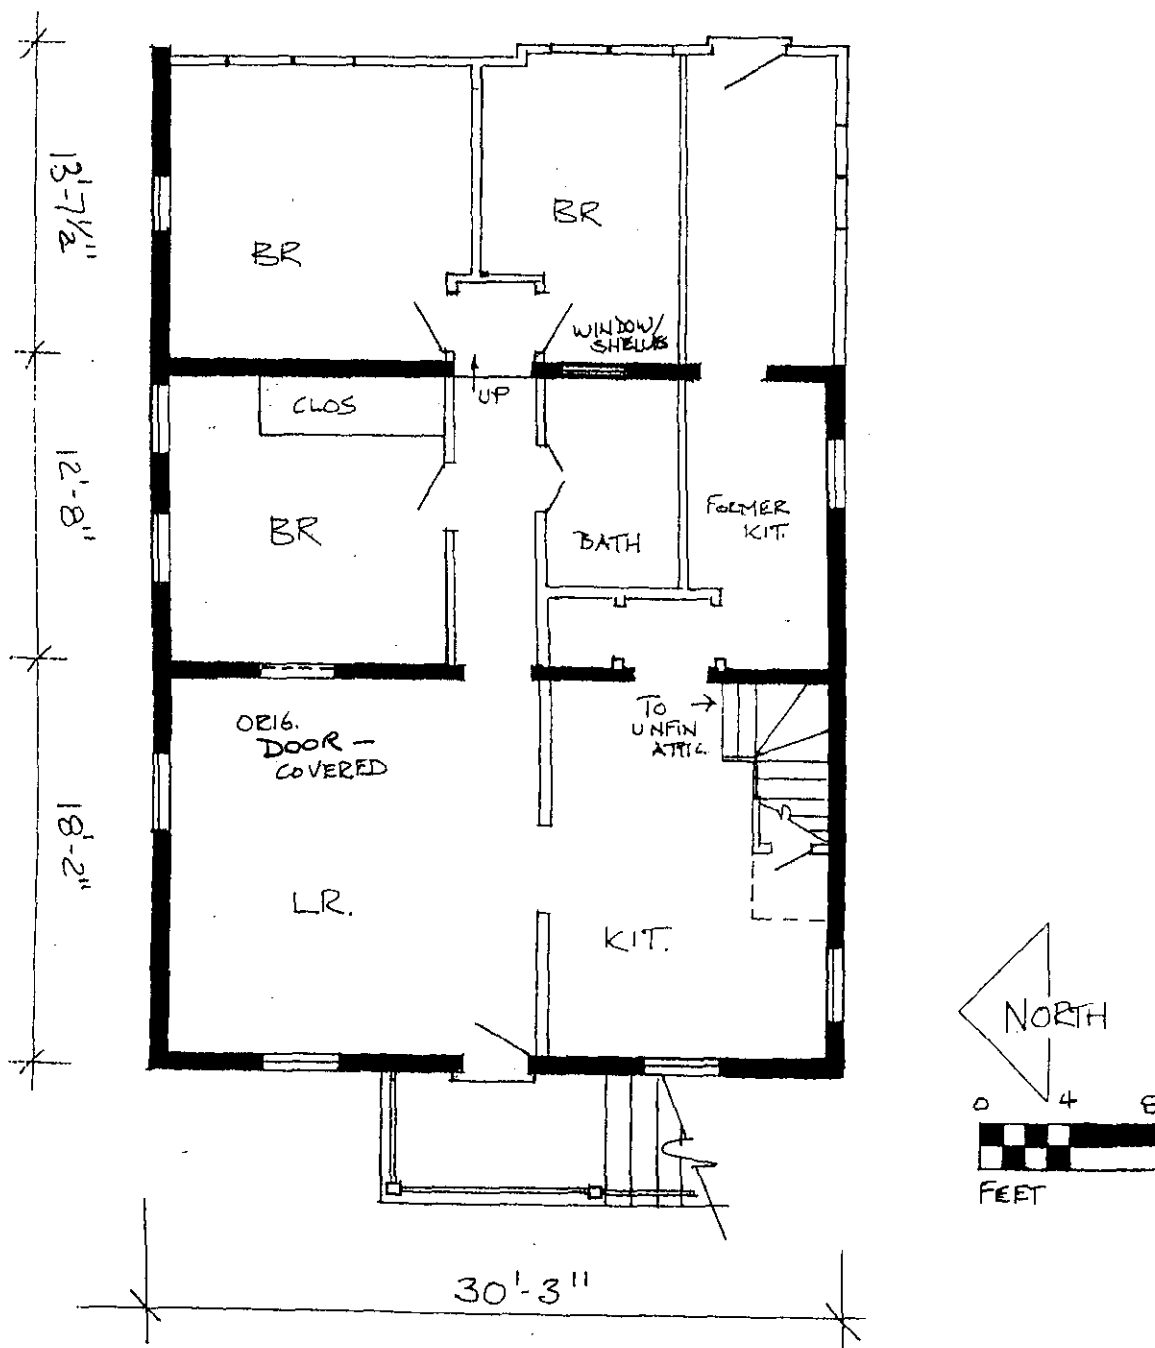 13'-7½"
BR
BR
WINDOW/
SHELVES
UP
CLOS
12'-8"
BR
BATH
FORMER
KIT.
ORIG.
DOOR —
COVERED
TO →
UNFIN
ATTIC
18'-2"
LR.
KIT.
NORTH
0 4 8
FEET
30'-3"